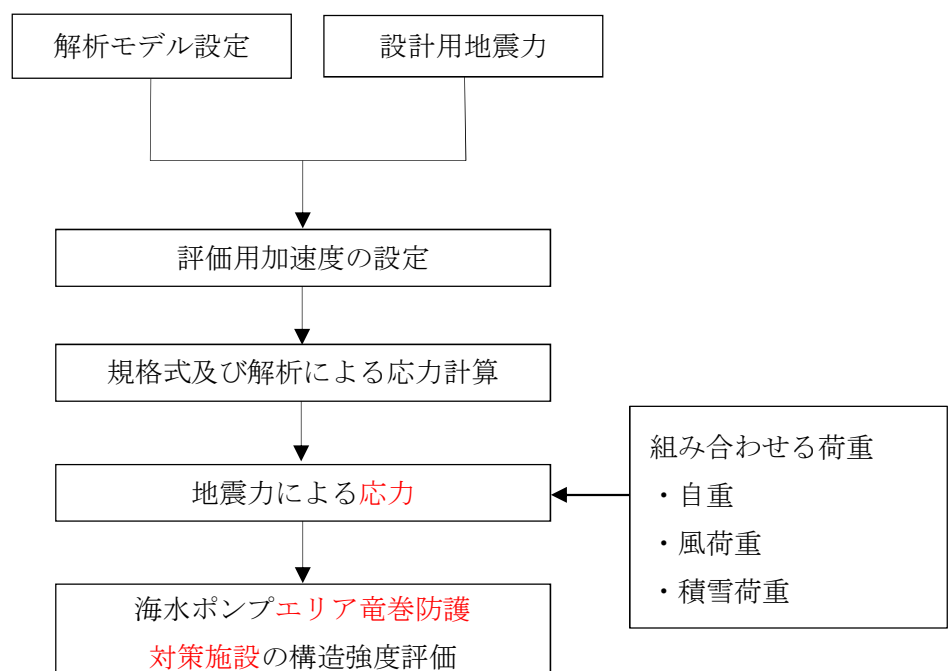 解析モデル設定
設計用地震力
評価用加速度の設定
規格式及び解析による応力計算
地震力による応力
組み合わせる荷重
・自重
・風荷重
・積雪荷重
海水ポンプエリア竜巻防護
対策施設の構造強度評価